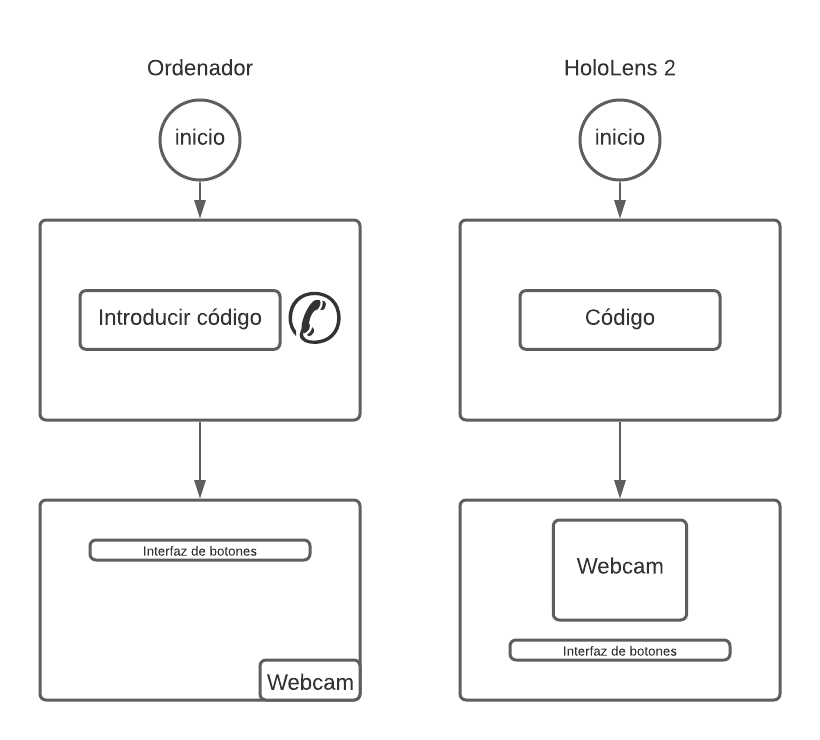 Ordenador
HoloLens 2
inicio
inicio
Introducir código
Código
Interfaz de botones
Webcam
Webcam
Interfaz de botones